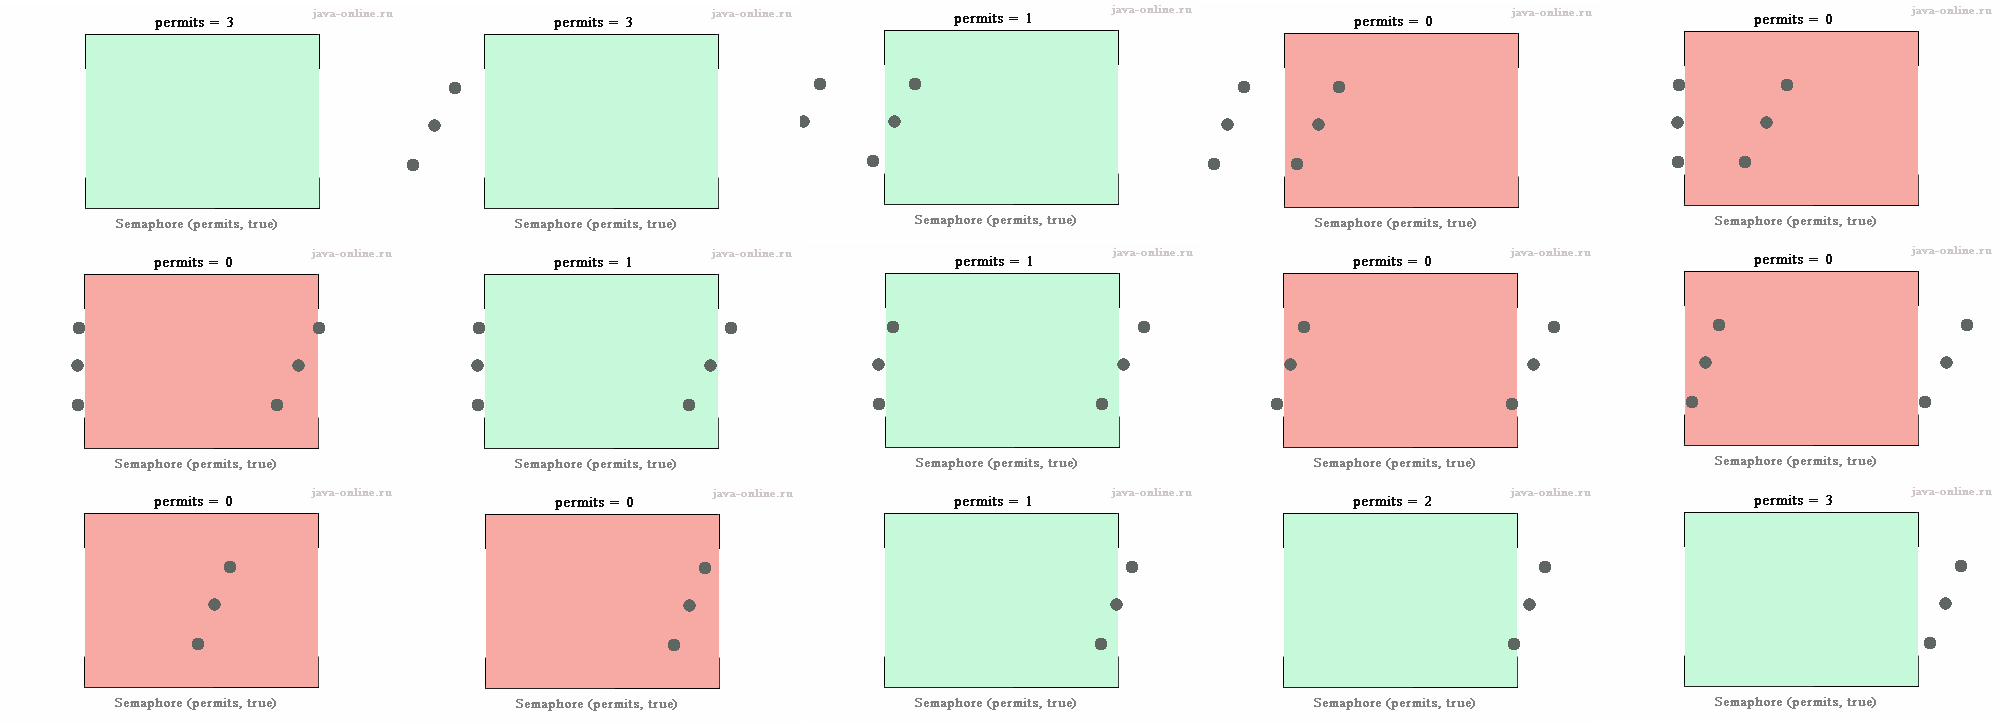 java-online.ru
permits = 3
Semaphore (permits, true)
java-online.ru
permits = 3
Semaphore (permits, true)
java-online.ru
permits = 1
Semaphore (permits, true)
java-online.ru
permits = 0
Semaphore (permits, true)
java-online.ru
permits = 0
Semaphore (permits, true)
java-online.ru
permits = 0
Semaphore (permits, true)
java-online.ru
permits = 1
Semaphore (permits, true)
java-online.ru
permits = 1
Semaphore (permits, true)
java-online.ru
permits = 0
Semaphore (permits, true)
java-online.ru
permits = 0
Semaphore (permits, true)
java-online.ru
permits = 0
Semaphore (permits, true)
java-online.ru
permits = 0
Semaphore (permits, true)
java-online.ru
permits = 1
Semaphore (permits, true)
java-online.ru
permits = 2
Semaphore (permits, true)
java-online.ru
permits = 3
Semaphore (permits, true)